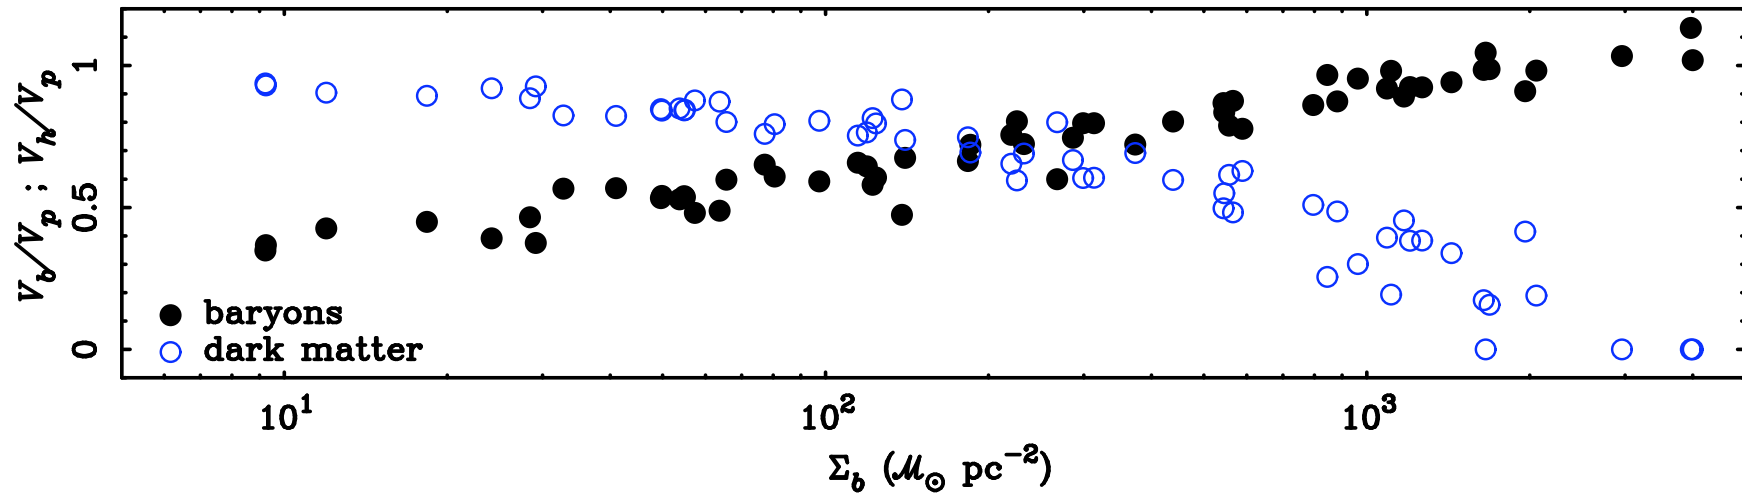 V_b/V_p ; V_h/V_p
1
0.5
0
baryons
dark matter
10^1
10^2
10^3
Σ_b (ℳ_⊙ pc^−2)